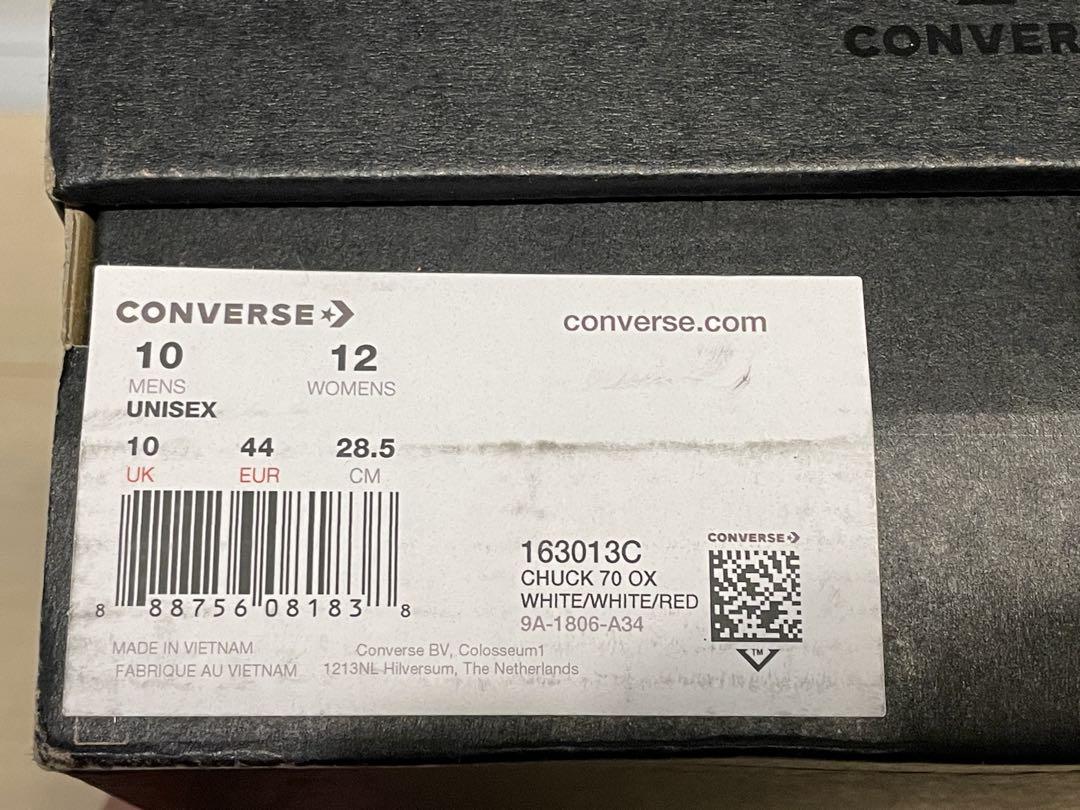 CONVER
CONVERSE
converse.com
10 12
MENS WOMENS
UNISEX
10 44 28.5
UK EUR CM
8 88756 08183 8
163013C
CHUCK 70 OX
WHITE/WHITE/RED
9A-1806-A34
CONVERSE
TM
MADE IN VIETNAM
FABRIQUE AU VIETNAM
Converse BV, Colosseum1
1213NL Hilversum, The Netherlands